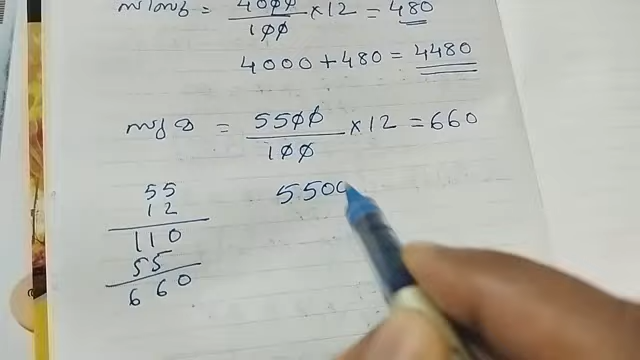 = 4000/100 × 12 = 480
4000 + 480 = 4480
= 5500/100 × 12 = 660
55
12
110
55
660
5500